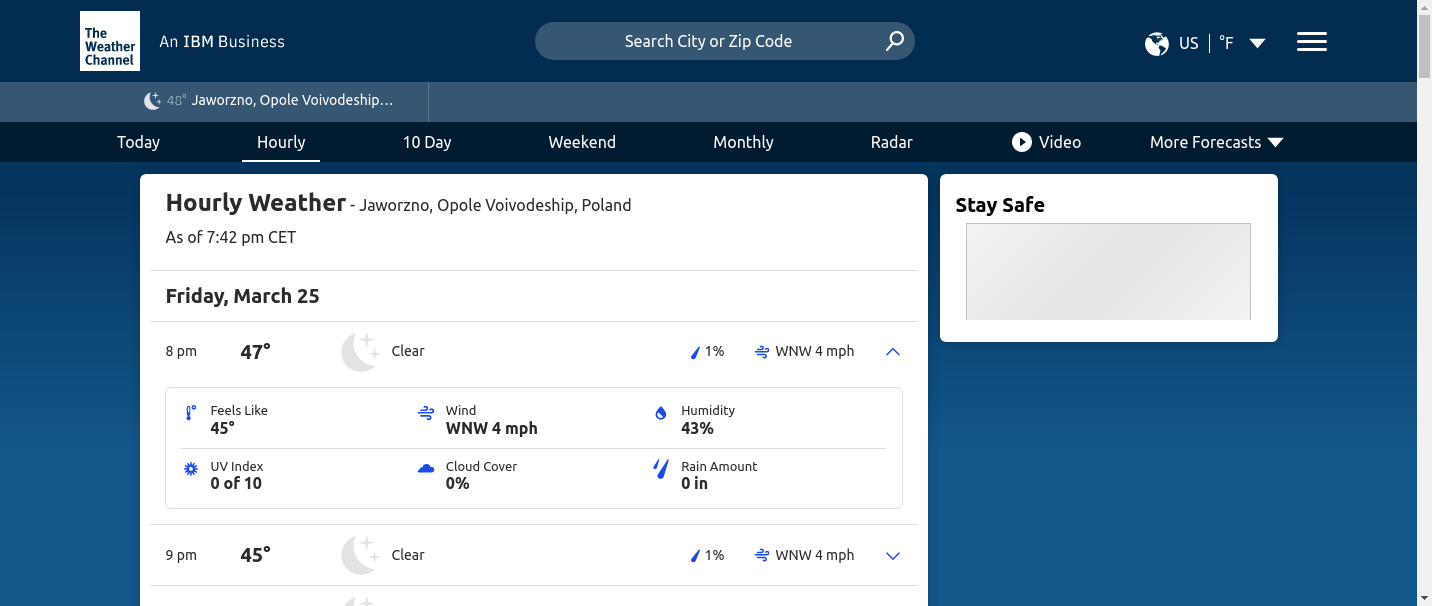 The
Weather
Channel
An IBM Business
Search City or Zip Code
US °F
48° Jaworzno, Opole Voivodeship...
Today Hourly 10 Day Weekend Monthly Radar Video More Forecasts
Hourly Weather - Jaworzno, Opole Voivodeship, Poland
As of 7:42 pm CET
Stay Safe
Friday, March 25
8 pm 47° Clear 1% WNW 4 mph
Feels Like
45°
Wind
WNW 4 mph
Humidity
43%
UV Index
0 of 10
Cloud Cover
0%
Rain Amount
0 in
9 pm 45° Clear 1% WNW 4 mph